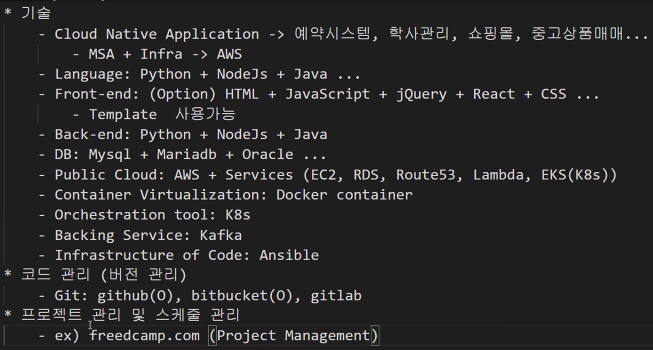 * 기술
- Cloud Native Application -> 예약시스템, 학사관리, 쇼핑몰, 중고상품매매...
- MSA + Infra -> AWS
- Language: Python + NodeJs + Java ...
- Front-end: (Option) HTML + JavaScript + jQuery + React + CSS ...
- Template  사용가능
- Back-end: Python + NodeJs + Java
- DB: Mysql + Mariadb + Oracle ...
- Public Cloud: AWS + Services (EC2, RDS, Route53, Lambda, EKS(K8s))
- Container Virtualization: Docker container
- Orchestration tool: K8s
- Backing Service: Kafka
- Infrastructure of Code: Ansible
* 코드 관리 (버전 관리)
- Git: github(O), bitbucket(O), gitlab
* 프로젝트 관리 및 스케줄 관리
- ex) freedcamp.com (Project Management)